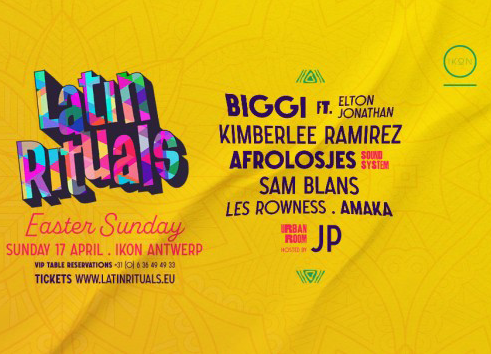 Latin
Rituals
Easter Sunday
SUNDAY 17 APRIL . IKON ANTWERP
VIP TABLE RESERVATIONS +31 (0) 6 36 49 49 33
TICKETS WWW.LATINRITUALS.EU
BIGGI FT. ELTON JONATHAN
KIMBERLEE RAMIREZ
AFROLOSJES SOUND SYSTEM
SAM BLANS
LES ROWNESS . AMAKA
URBAN ROOM HOSTED BY JP
IKON